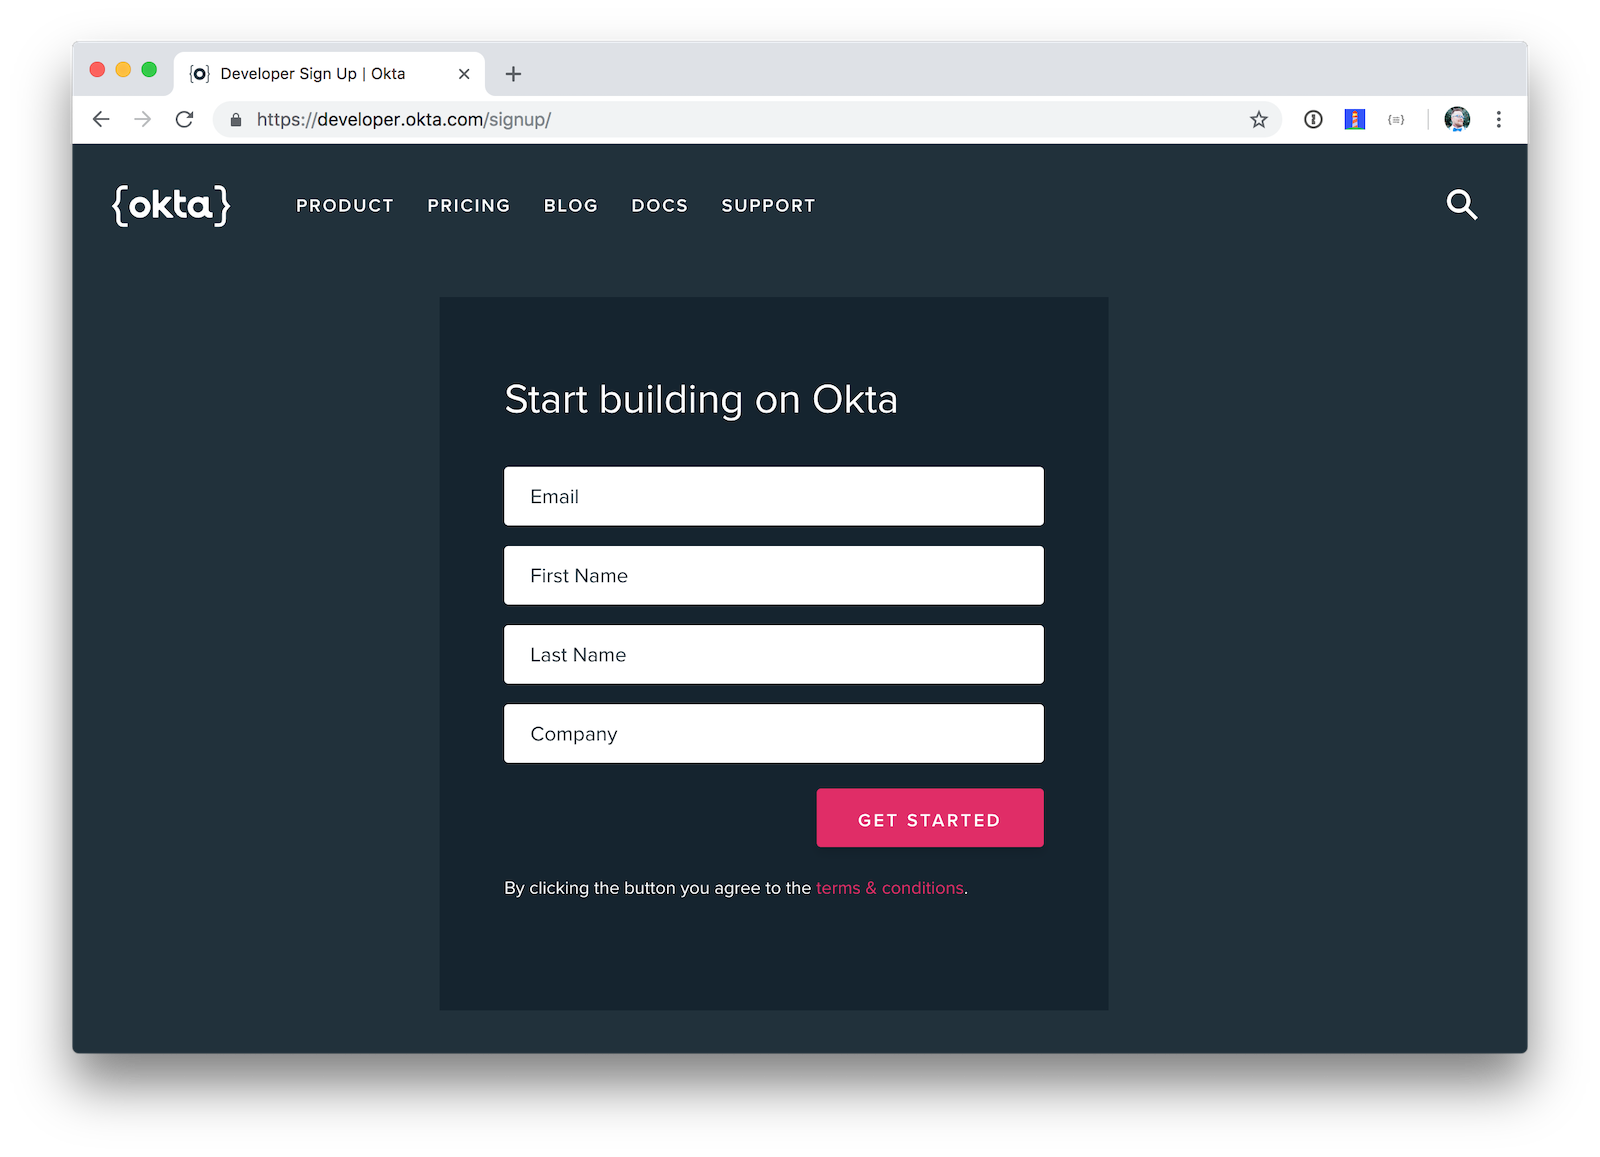 Developer Sign Up | Okta
https://developer.okta.com/signup/
{okta}
PRODUCT
PRICING
BLOG
DOCS
SUPPORT
Start building on Okta
Email
First Name
Last Name
Company
GET STARTED
By clicking the button you agree to the terms & conditions.